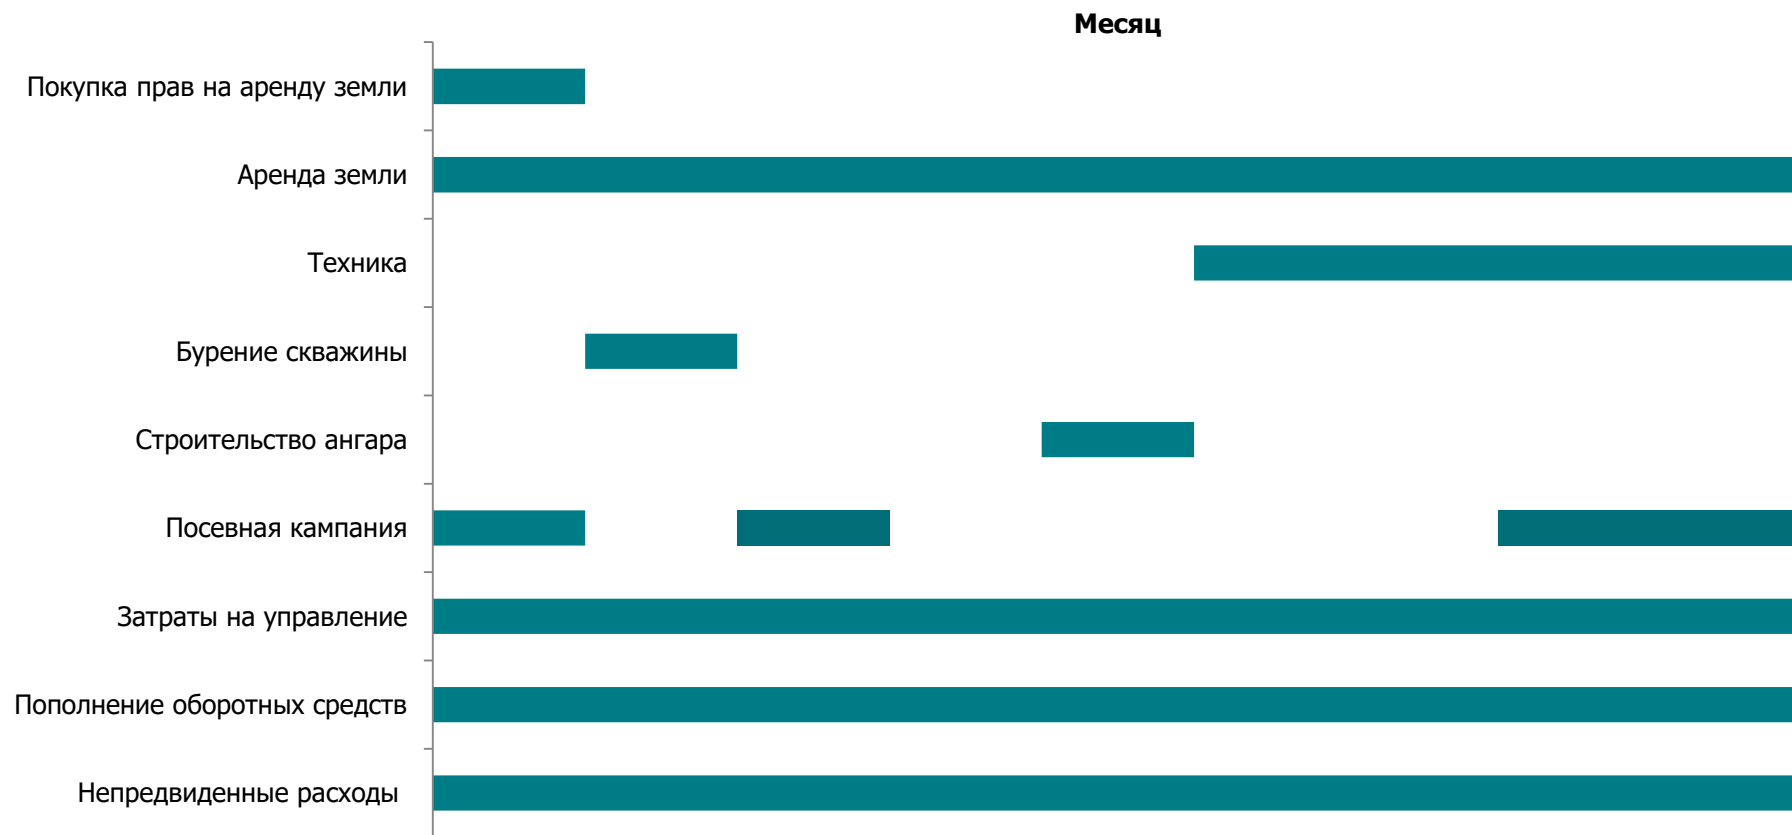 Месяц
Покупка прав на аренду земли
Аренда земли
Техника
Бурение скважины
Строительство ангара
Посевная кампания
Затраты на управление
Пополнение оборотных средств
Непредвиденные расходы